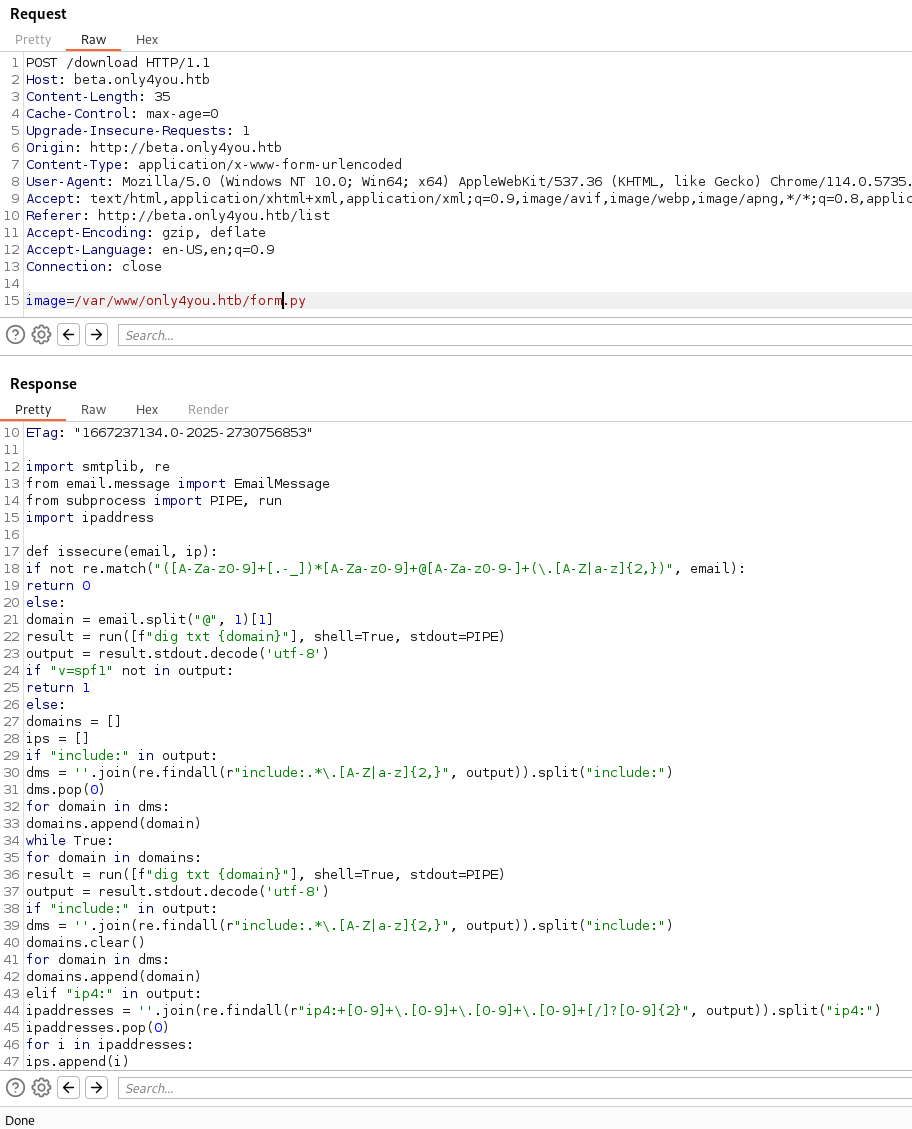 Request
Pretty Raw Hex
1 POST /download HTTP/1.1
2 Host: beta.only4you.htb
3 Content-Length: 35
4 Cache-Control: max-age=0
5 Upgrade-Insecure-Requests: 1
6 Origin: http://beta.only4you.htb
7 Content-Type: application/x-www-form-urlencoded
8 User-Agent: Mozilla/5.0 (Windows NT 10.0; Win64; x64) AppleWebKit/537.36 (KHTML, like Gecko) Chrome/114.0.5735.
9 Accept: text/html,application/xhtml+xml,application/xml;q=0.9,image/avif,image/webp,image/apng,*/*;q=0.8,applic
10 Referer: http://beta.only4you.htb/list
11 Accept-Encoding: gzip, deflate
12 Accept-Language: en-US,en;q=0.9
13 Connection: close
14
15 image=/var/www/only4you.htb/form.py
Search...
Response
Pretty Raw Hex Render
10 ETag: "1667237134.0-2025-2730756853"
11
12 import smtplib, re
13 from email.message import EmailMessage
14 from subprocess import PIPE, run
15 import ipaddress
16
17 def issecure(email, ip):
18 if not re.match("([A-Za-z0-9]+[.-_])*[A-Za-z0-9]+@[A-Za-z0-9-]+(\.[A-Z|a-z]{2,})", email):
19 return 0
20 else:
21 domain = email.split("@", 1)[1]
22 result = run([f"dig txt {domain}"], shell=True, stdout=PIPE)
23 output = result.stdout.decode('utf-8')
24 if "v=spf1" not in output:
25 return 1
26 else:
27 domains = []
28 ips = []
29 if "include:" in output:
30 dms = ''.join(re.findall(r"include:.*\.[A-Z|a-z]{2,}", output)).split("include:")
31 dms.pop(0)
32 for domain in dms:
33 domains.append(domain)
34 while True:
35 for domain in domains:
36 result = run([f"dig txt {domain}"], shell=True, stdout=PIPE)
37 output = result.stdout.decode('utf-8')
38 if "include:" in output:
39 dms = ''.join(re.findall(r"include:.*\.[A-Z|a-z]{2,}", output)).split("include:")
40 domains.clear()
41 for domain in dms:
42 domains.append(domain)
43 elif "ip4:" in output:
44 ipaddresses = ''.join(re.findall(r"ip4:+[0-9]+\.[0-9]+\.[0-9]+\.[0-9]+[/]?[0-9]{2}", output)).split("ip4:")
45 ipaddresses.pop(0)
46 for i in ipaddresses:
47 ips.append(i)
Search...
Done